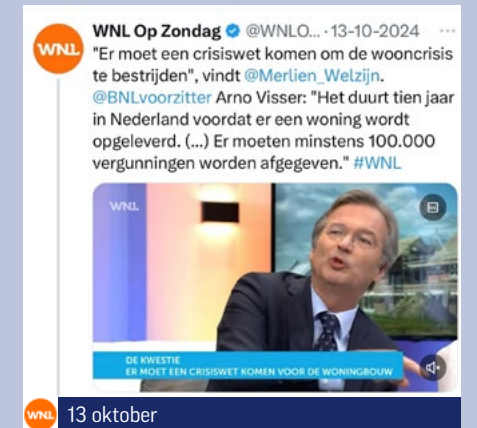 WNL
WNL Op Zondag @WNLO... · 13-10-2024 ...
"Er moet een crisiswet komen om de wooncrisis
te bestrijden", vindt @Merlien_Welzijn.
@BNLvoorzitter Arno Visser: "Het duurt tien jaar
in Nederland voordat er een woning wordt
opgeleverd. (...) Er moeten minstens 100.000
vergunningen worden afgegeven." #WNL
WNL
DE KWESTIE
ER MOET EEN CRISISWET KOMEN VOOR DE WONINGBOUW
WNL 13 oktober